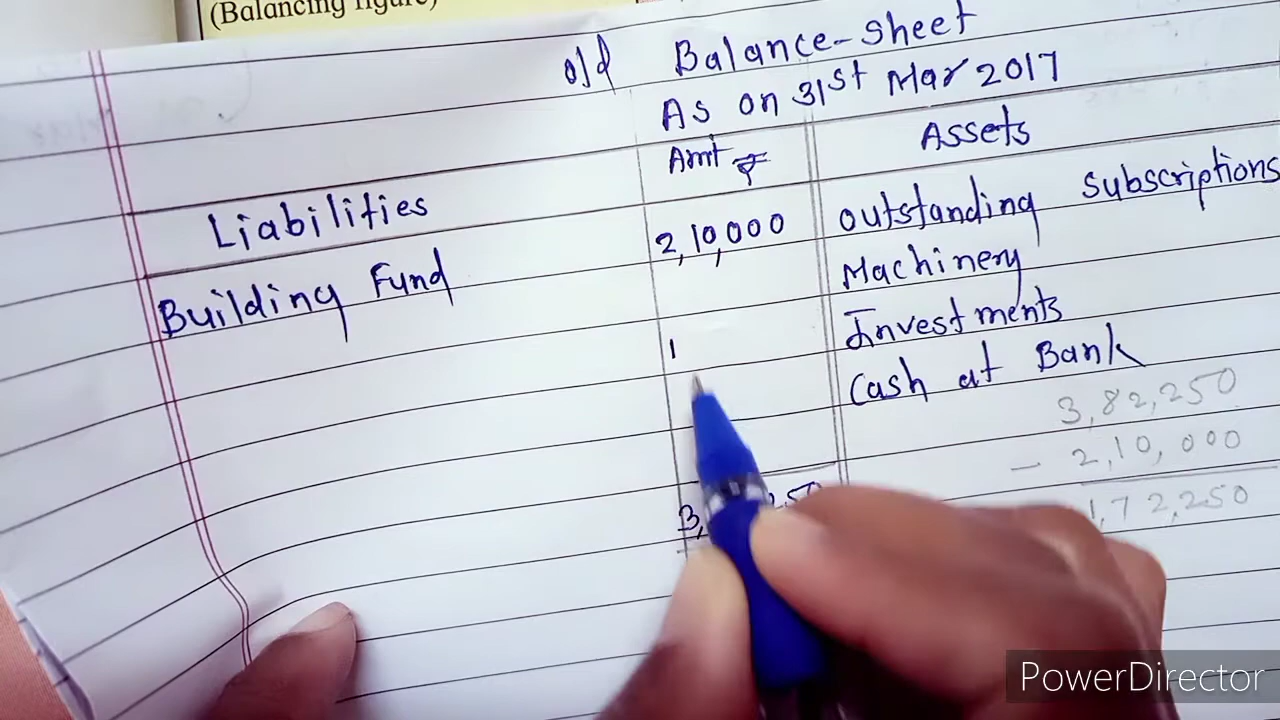 (Balancing figure)
Old Balance-Sheet
As on 31st Mar 2017
Liabilities Amt ₹ Assets
Building Fund 2,10,000 Outstanding Subscriptions
Machinery
1 Investments
Cash at Bank
3,82,250
- 2,10,000
1,72,250
PowerDirector